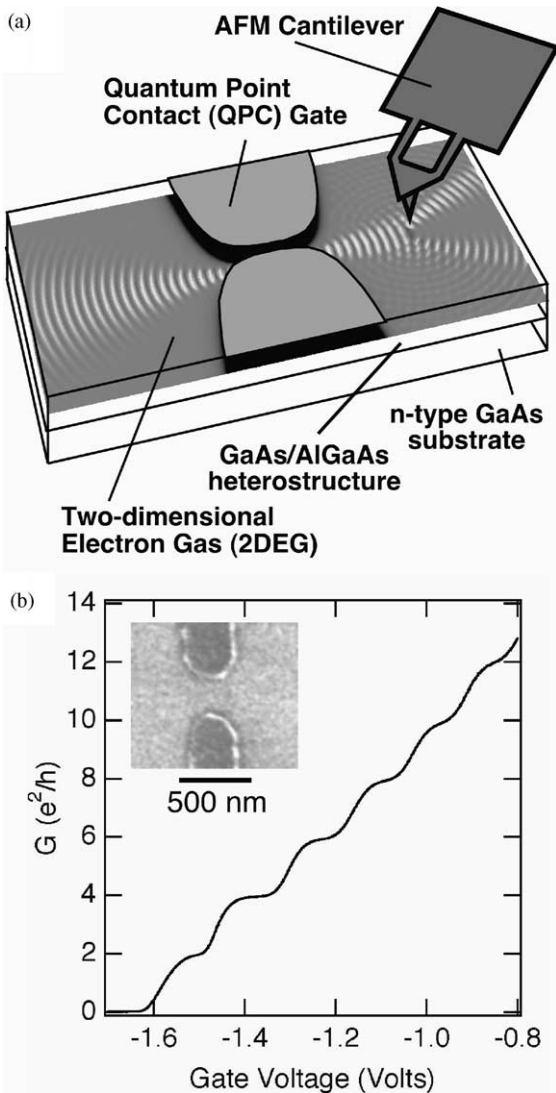 (a)
AFM Cantilever
Quantum Point
Contact (QPC) Gate
n-type GaAs
substrate
GaAs/AlGaAs
heterostructure
Two-dimensional
Electron Gas (2DEG)
(b)
14
12
10
8
6
4
2
0
G (e²/h)
500 nm
-1.6
-1.4
-1.2
-1.0
-0.8
Gate Voltage (Volts)